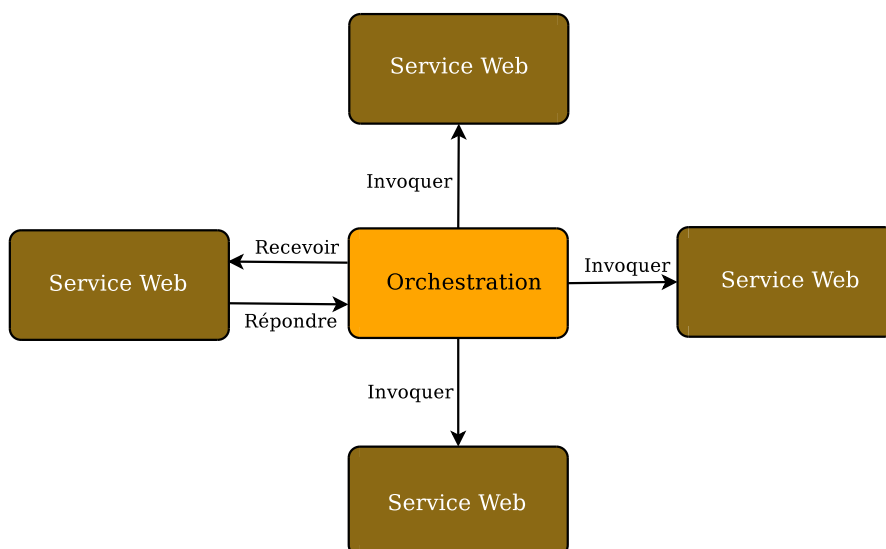 Service Web
Invoquer
Recevoir
Invoquer
Service Web
Orchestration
Service Web
Répondre
Invoquer
Service Web